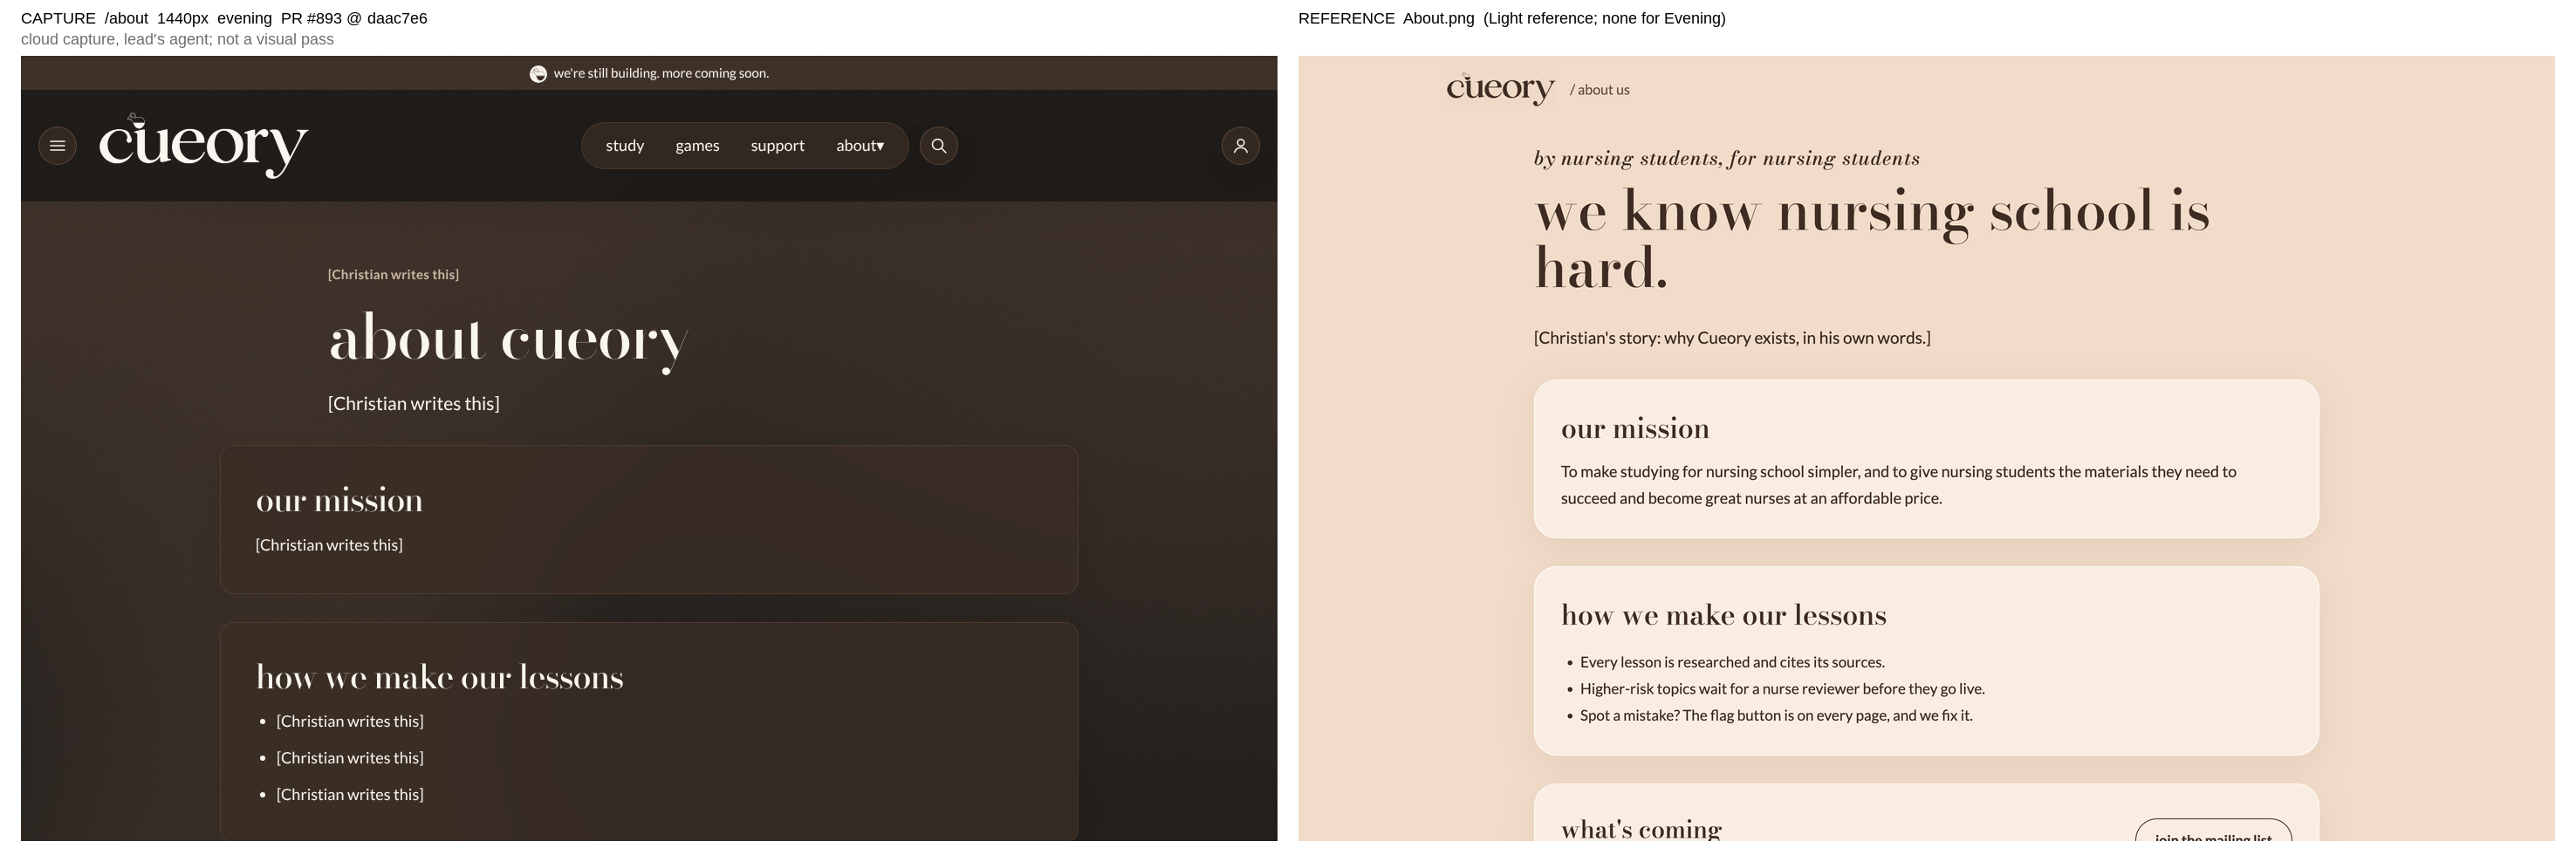 CAPTURE /about 1440px evening PR #893 @ daac7e6
cloud capture, lead's agent; not a visual pass
we're still building. more coming soon.
cueory
study games support about▾
[Christian writes this]
about cueory
[Christian writes this]
our mission
[Christian writes this]
how we make our lessons
• [Christian writes this]
• [Christian writes this]
• [Christian writes this]
REFERENCE About.png (Light reference; none for Evening)
cueory / about us
by nursing students, for nursing students
we know nursing school is
hard.
[Christian's story: why Cueory exists, in his own words.]
our mission
To make studying for nursing school simpler, and to give nursing students the materials they need to
succeed and become great nurses at an affordable price.
how we make our lessons
• Every lesson is researched and cites its sources.
• Higher-risk topics wait for a nurse reviewer before they go live.
• Spot a mistake? The flag button is on every page, and we fix it.
what's coming
join the mailing list